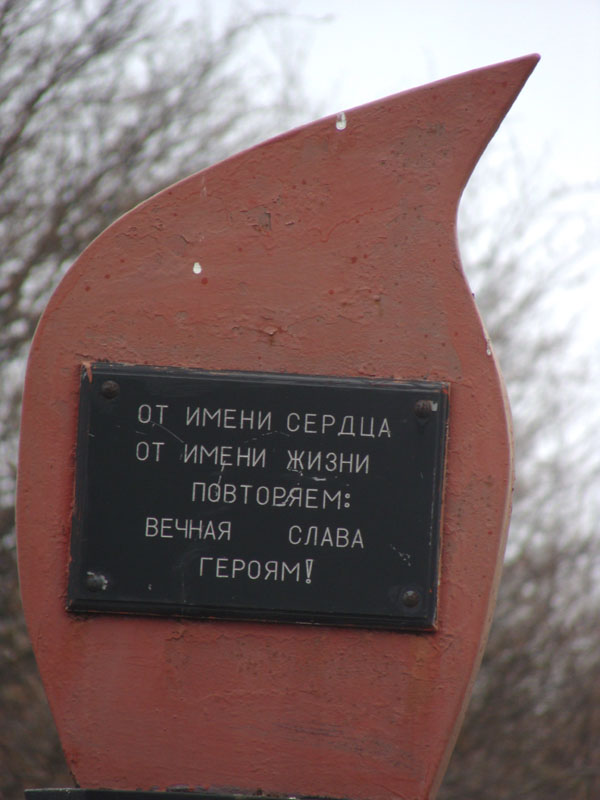 ОТ ИМЕНИ СЕРДЦА
ОТ ИМЕНИ ЖИЗНИ
ПОВТОРЯЕМ:
ВЕЧНАЯ СЛАВА
ГЕРОЯМ!